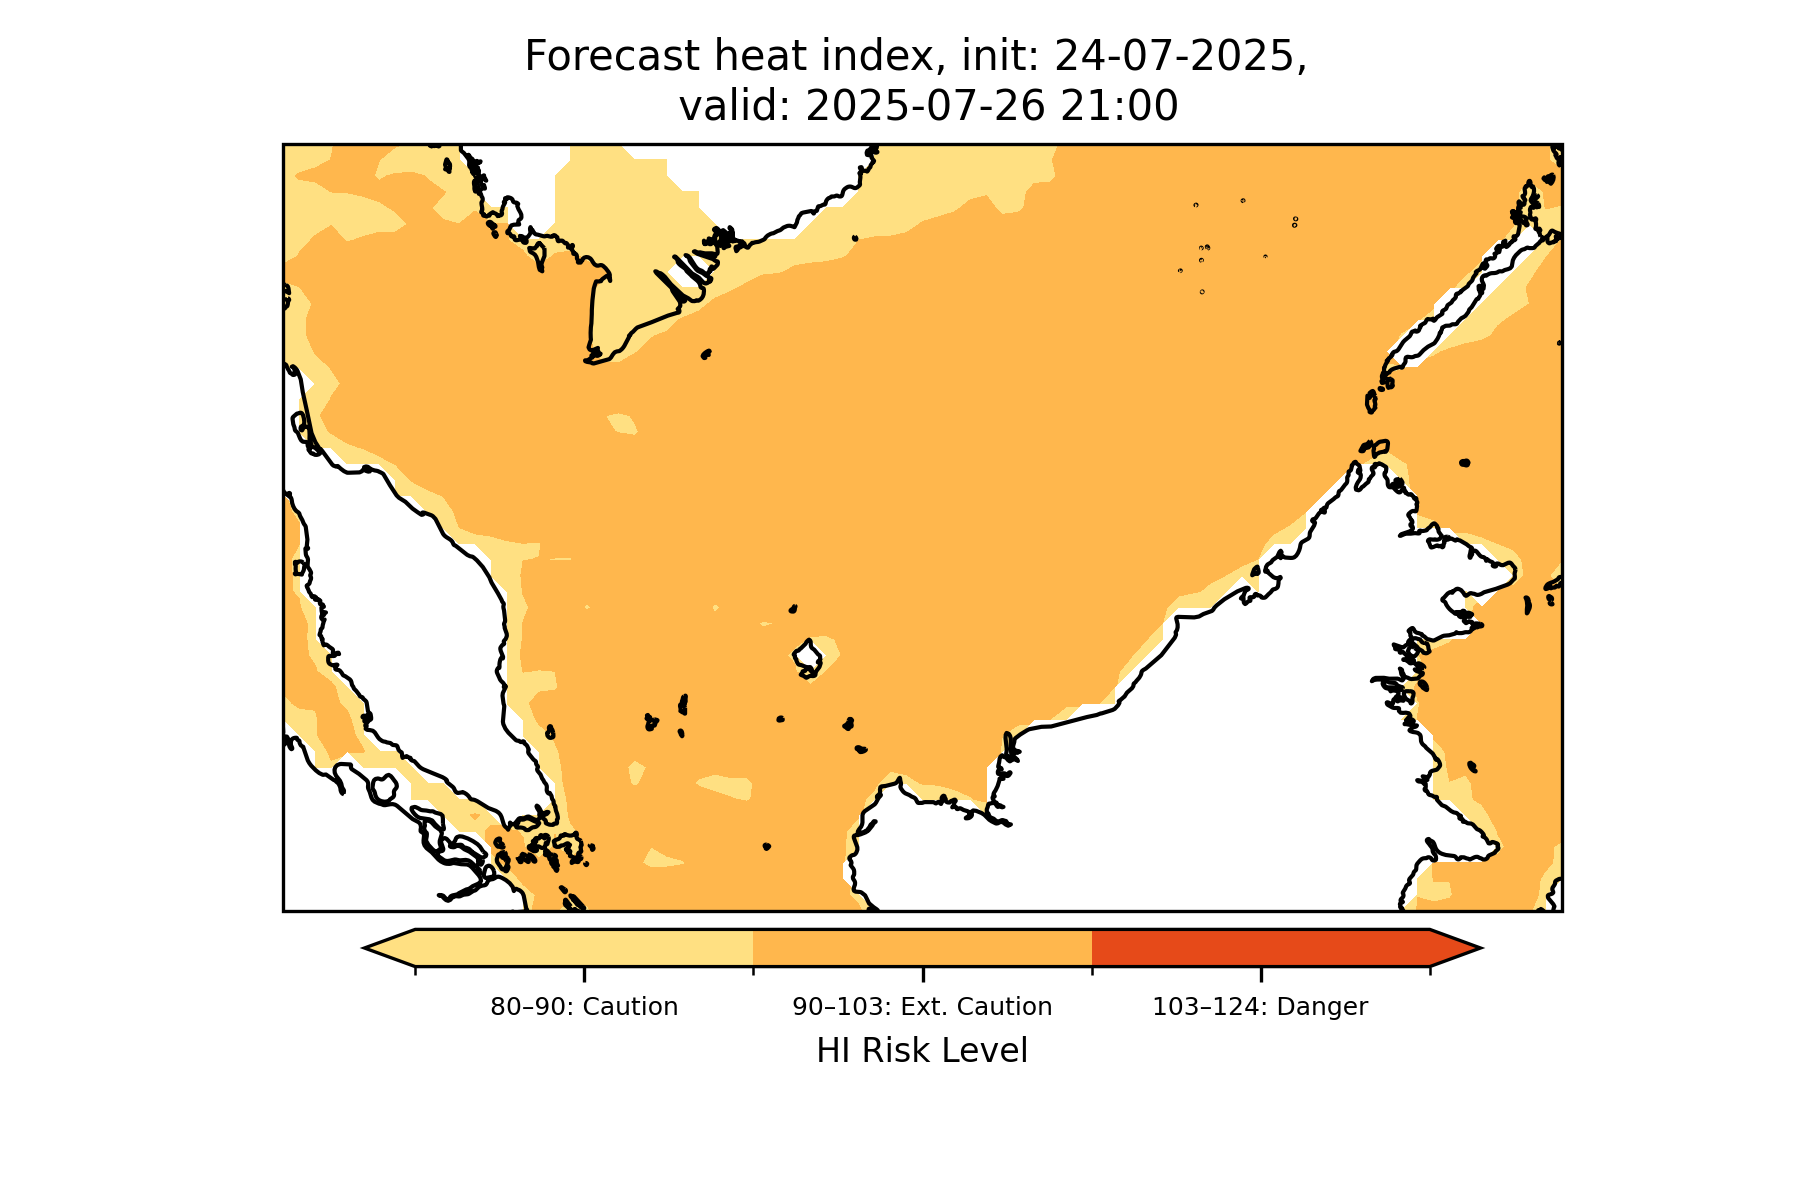 Forecast heat index, init: 24-07-2025,
valid: 2025-07-26 21:00
80–90: Caution
90–103: Ext. Caution
103–124: Danger
HI Risk Level